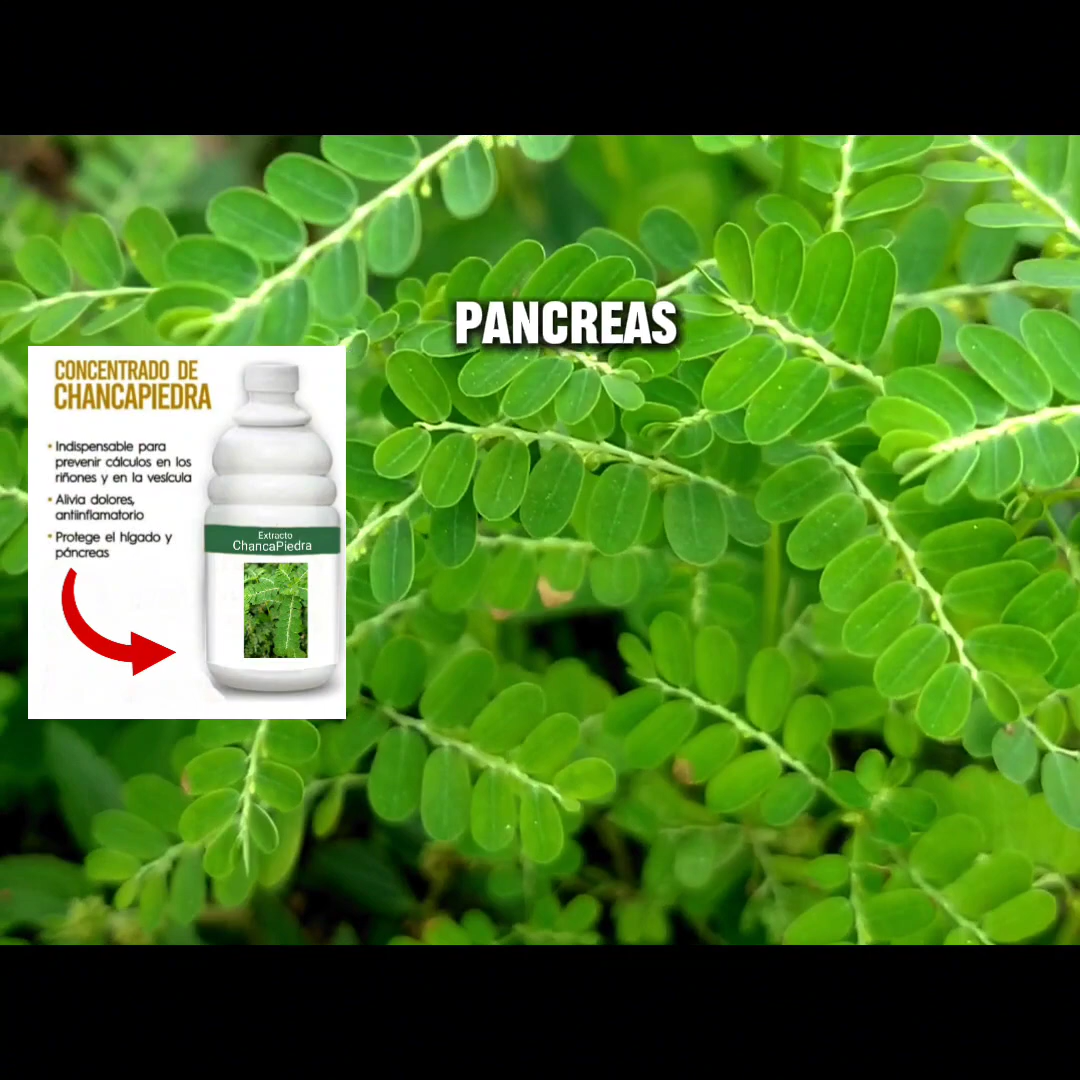 PANCREAS
CONCENTRADO DE
CHANCAPIEDRA
• Indispensable para
prevenir cálculos en los
riñones y en la vesícula
• Alivia dolores,
antiinflamatorio
• Protege el hígado y
páncreas
Extracto
ChancaPiedra